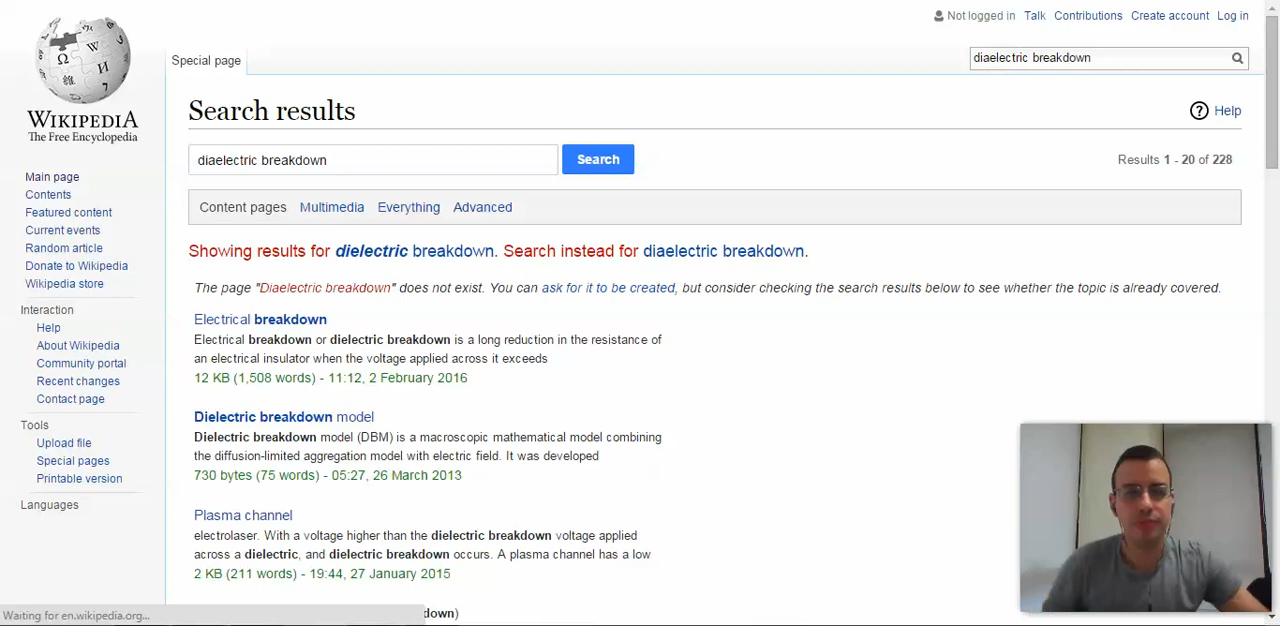 Not logged in Talk Contributions Create account Log in
Special page
diaelectric breakdown
WIKIPEDIA
The Free Encyclopedia
Search results
Help
diaelectric breakdown
Search
Results 1 - 20 of 228
Content pages Multimedia Everything Advanced
Showing results for dielectric breakdown. Search instead for diaelectric breakdown.
The page "Diaelectric breakdown" does not exist. You can ask for it to be created, but consider checking the search results below to see whether the topic is already covered.
Electrical breakdown
Electrical breakdown or dielectric breakdown is a long reduction in the resistance of
an electrical insulator when the voltage applied across it exceeds
12 KB (1,508 words) - 11:12, 2 February 2016
Dielectric breakdown model
Dielectric breakdown model (DBM) is a macroscopic mathematical model combining
the diffusion-limited aggregation model with electric field. It was developed
730 bytes (75 words) - 05:27, 26 March 2013
Plasma channel
electrolaser. With a voltage higher than the dielectric breakdown voltage applied
across a dielectric, and dielectric breakdown occurs. A plasma channel has a low
2 KB (211 words) - 19:44, 27 January 2015
down)
Main page
Contents
Featured content
Current events
Random article
Donate to Wikipedia
Wikipedia store
Interaction
Help
About Wikipedia
Community portal
Recent changes
Contact page
Tools
Upload file
Special pages
Printable version
Languages
Waiting for en.wikipedia.org...